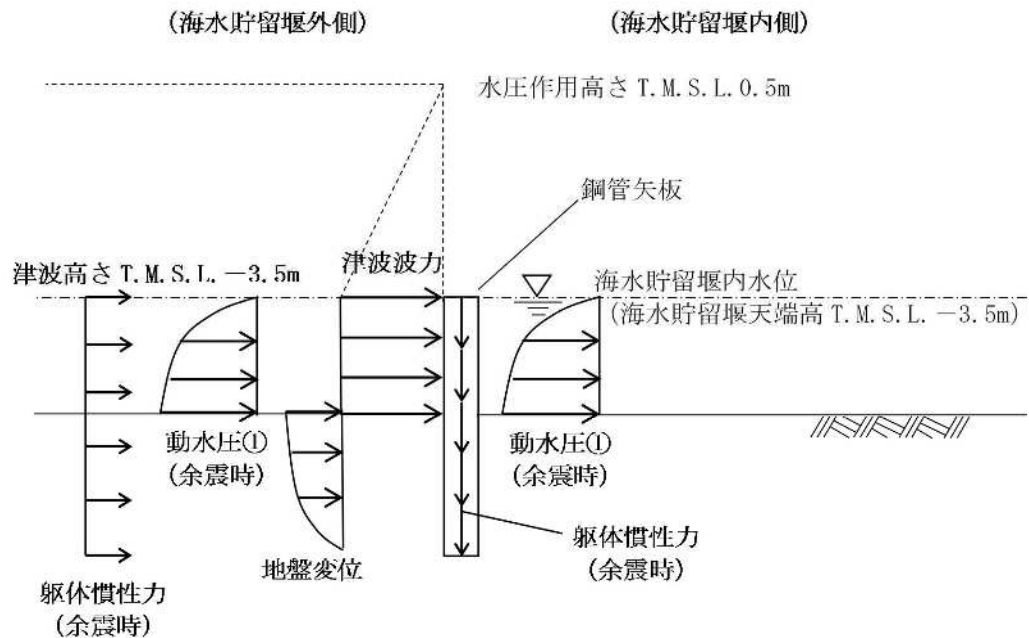 (海水貯留堰外側)
(海水貯留堰内側)
水圧作用高さ T.M.S.L.0.5m
鋼管矢板
津波高さ T.M.S.L.－3.5m
津波波力
海水貯留堰内水位
(海水貯留堰天端高 T.M.S.L.－3.5m)
動水圧①
(余震時)
動水圧①
(余震時)
地盤変位
躯体慣性力
(余震時)
躯体慣性力
(余震時)